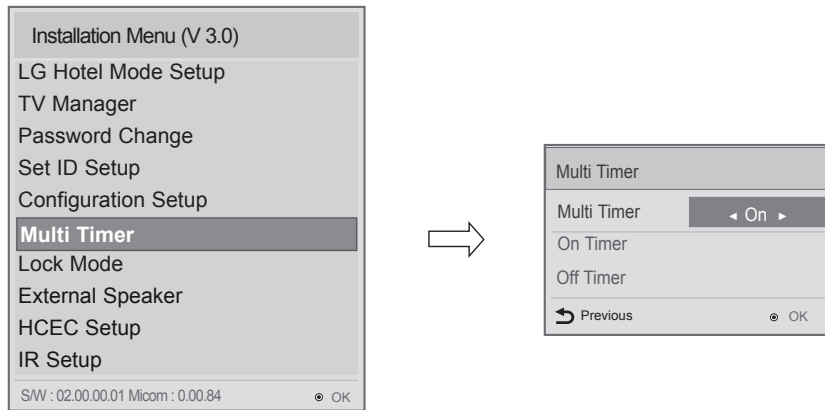 Installation Menu (V 3.0)
LG Hotel Mode Setup
TV Manager
Password Change
Set ID Setup
Configuration Setup
Multi Timer
Lock Mode
External Speaker
HCEC Setup
IR Setup
S/W : 02.00.00.01 Micom : 0.00.84 ◉ OK
Multi Timer
Multi Timer ◂ On ▸
On Timer
Off Timer
Previous ◉ OK